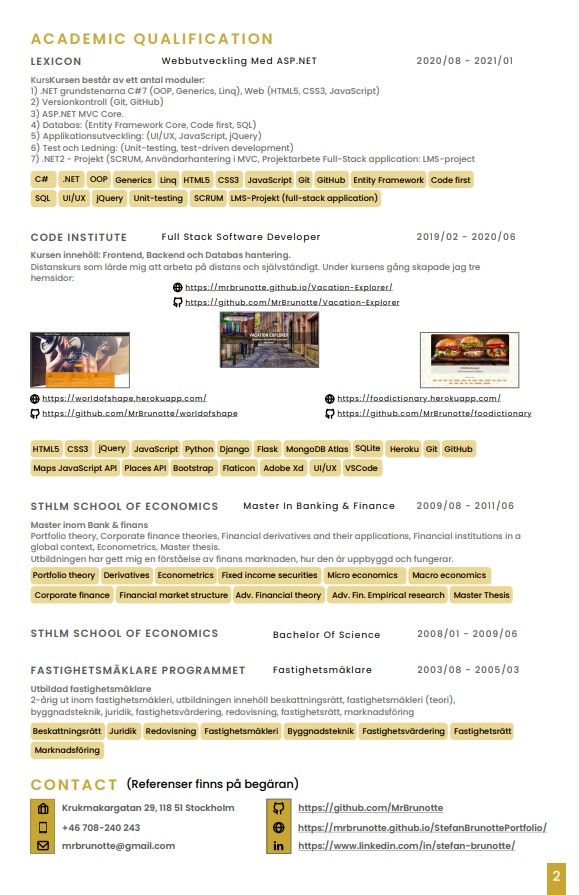 ACADEMIC QUALIFICATION
LEXICON Webbutveckling Med ASP.NET 2020/08 - 2021/01
KursKursen består av ett antal moduler:
1) .NET grundstenarna C#7 (OOP, Generics, Linq), Web (HTML5, CSS3, JavaScript)
2) Versionkontroll (Git, GitHub)
3) ASP.NET MVC Core.
4) Databas: (Entity Framework Core, Code first, SQL)
5) Applikationsutveckling: (UI/UX, JavaScript, jQuery)
6) Test och Ledning: (Unit-testing, test-driven development)
7) .NET2 - Projekt (SCRUM, Användarhantering i MVC, Projektarbete Full-Stack application: LMS-project
C# .NET OOP Generics Linq HTML5 CSS3 JavaScript Git GitHub Entity Framework Code first
SQL UI/UX jQuery Unit-testing SCRUM LMS-Projekt (full-stack application)
CODE INSTITUTE Full Stack Software Developer 2019/02 - 2020/06
Kursen innehöll: Frontend, Backend och Databas hantering.
Distanskurs som lärde mig att arbeta på distans och självständigt. Under kursens gång skapade jag tre
hemsidor:
https://mrbrunotte.github.io/Vacation-Explorer/
https://github.com/MrBrunotte/Vacation-Explorer
VACATION EXPLORER
https://worldofshape.herokuapp.com/ https://foodictionary.herokuapp.com/
https://github.com/MrBrunotte/worldofshape https://github.com/MrBrunotte/foodictionary
HTML5 CSS3 jQuery JavaScript Python Django Flask MongoDB Atlas SQLite Heroku Git GitHub
Maps JavaScript API Places API Bootstrap Flaticon Adobe Xd UI/UX VSCode
STHLM SCHOOL OF ECONOMICS Master In Banking & Finance 2009/08 - 2011/06
Master inom Bank & finans
Portfolio theory, Corporate finance theories, Financial derivatives and their applications, Financial institutions in a
global context, Econometrics, Master thesis.
Utbildningen har gett mig en förståelse av finans marknaden, hur den är uppbyggd och fungerar.
Portfolio theory Derivatives Econometrics Fixed income securities Micro economics Macro economics
Corporate finance Financial market structure Adv. Financial theory Adv. Fin. Empirical research Master Thesis
STHLM SCHOOL OF ECONOMICS Bachelor Of Science 2008/01 - 2009/06
FASTIGHETSMÄKLARE PROGRAMMET Fastighetsmäklare 2003/08 - 2005/03
Utbildad fastighetsmäklare
2-årig ut inom fastighetsmäkleri, utbildningen innehöll beskattningsrätt, fastighetsmäkleri (teori),
byggnadsteknik, juridik, fastighetsvärdering, redovisning, fastighetsrätt, marknadsföring
Beskattningsrätt Juridik Redovisning Fastighetsmäkleri Byggnadsteknik Fastighetsvärdering Fastighetsrätt
Marknadsföring
CONTACT (Referenser finns på begäran)
Krukmakargatan 29, 118 51 Stockholm https://github.com/MrBrunotte
+46 708-240 243 https://mrbrunotte.github.io/StefanBrunottePortfolio/
mrbrunotte@gmail.com https://www.linkedin.com/in/stefan-brunotte/
2